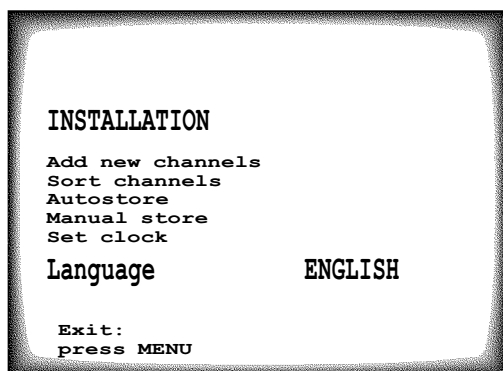 INSTALLATION
Add new channels
Sort channels
Autostore
Manual store
Set clock
Language ENGLISH
Exit:
press MENU